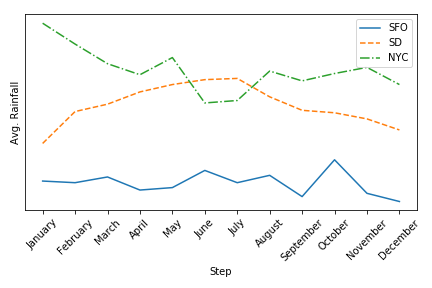 SFO
SD
NYC
Avg. Rainfall
January
February
March
April
May
June
July
August
September
October
November
December
Step